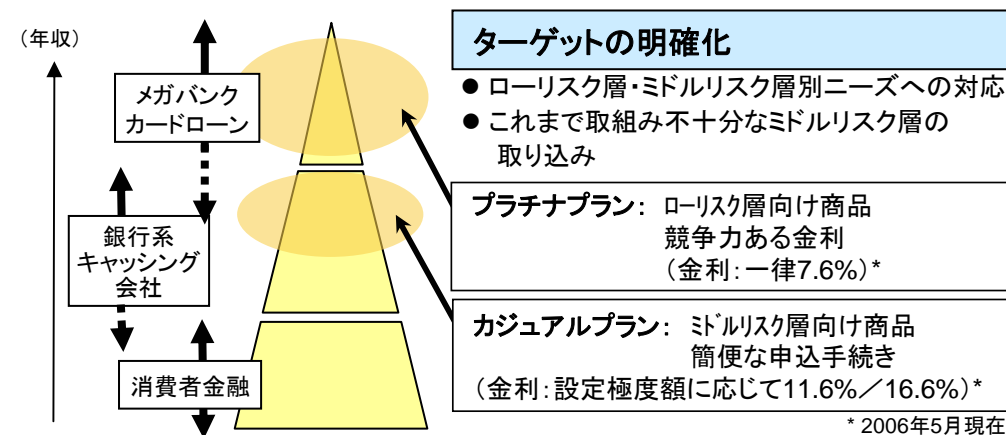 (年収)
メガバンク
カードローン
銀行系
キャッシング
会社
消費者金融
ターゲットの明確化
● ローリスク層・ミドルリスク層別ニーズへの対応
● これまで取組み不十分なミドルリスク層の
取り込み
プラチナプラン: ローリスク層向け商品
競争力ある金利
(金利:一律7.6%)*
カジュアルプラン: ミドルリスク層向け商品
簡便な申込手続き
(金利:設定極度額に応じて11.6%/16.6%)*
* 2006年5月現在